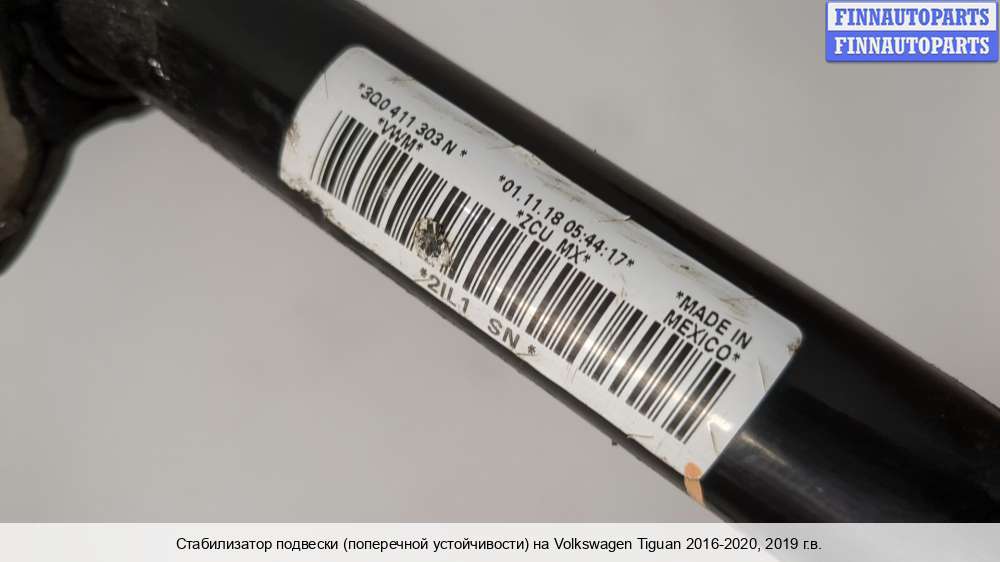 FINNAUTOPARTS
FINNAUTOPARTS
*3Q0 411 303 N *
*VWM*
*01.11.18 05:44:17*
*ZCU MX*
*MADE IN
MEXICO*
*2IL1 SN*
Стабилизатор подвески (поперечной устойчивости) на Volkswagen Tiguan 2016-2020, 2019 г.в.